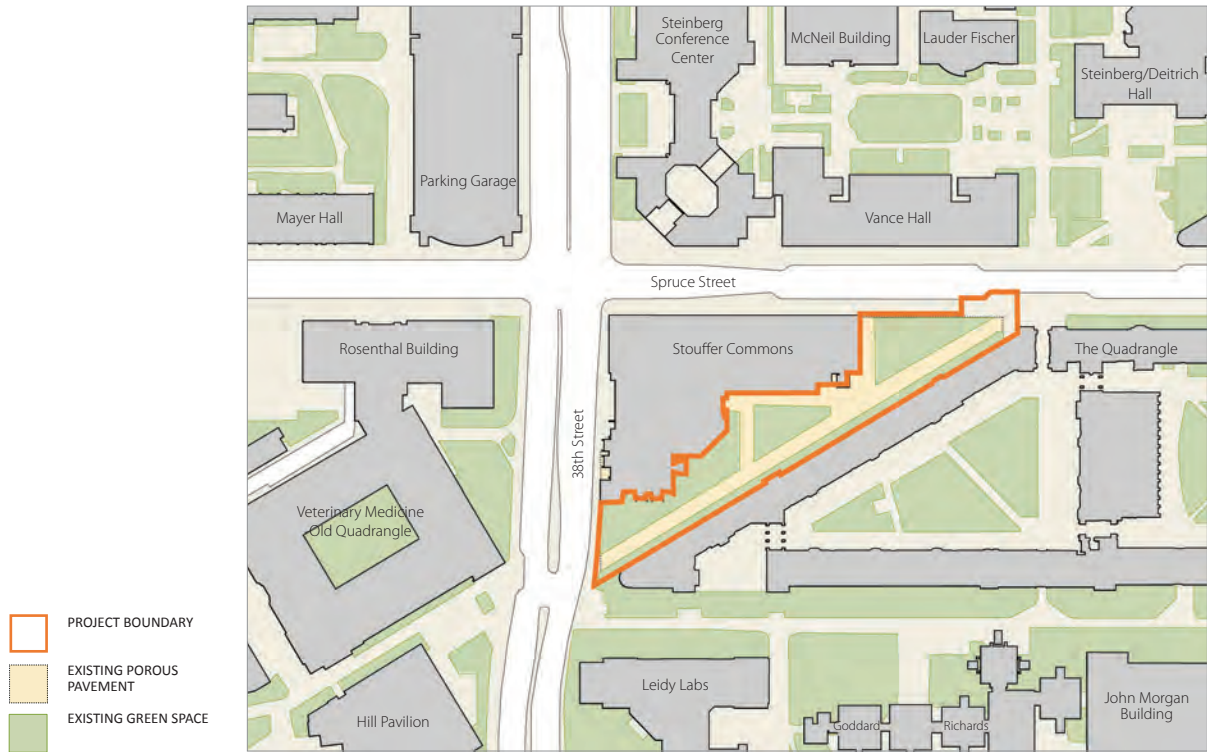 Steinberg
Conference
Center
McNeil Building
Lauder Fischer
Steinberg/Deitrich
Hall
Parking Garage
Mayer Hall
Vance Hall
Spruce Street
Rosenthal Building
Stouffer Commons
The Quadrangle
38th Street
Veterinary Medicine
Old Quadrangle
PROJECT BOUNDARY
EXISTING POROUS
PAVEMENT
EXISTING GREEN SPACE
Leidy Labs
Hill Pavilion
Goddard
Richards
John Morgan
Building